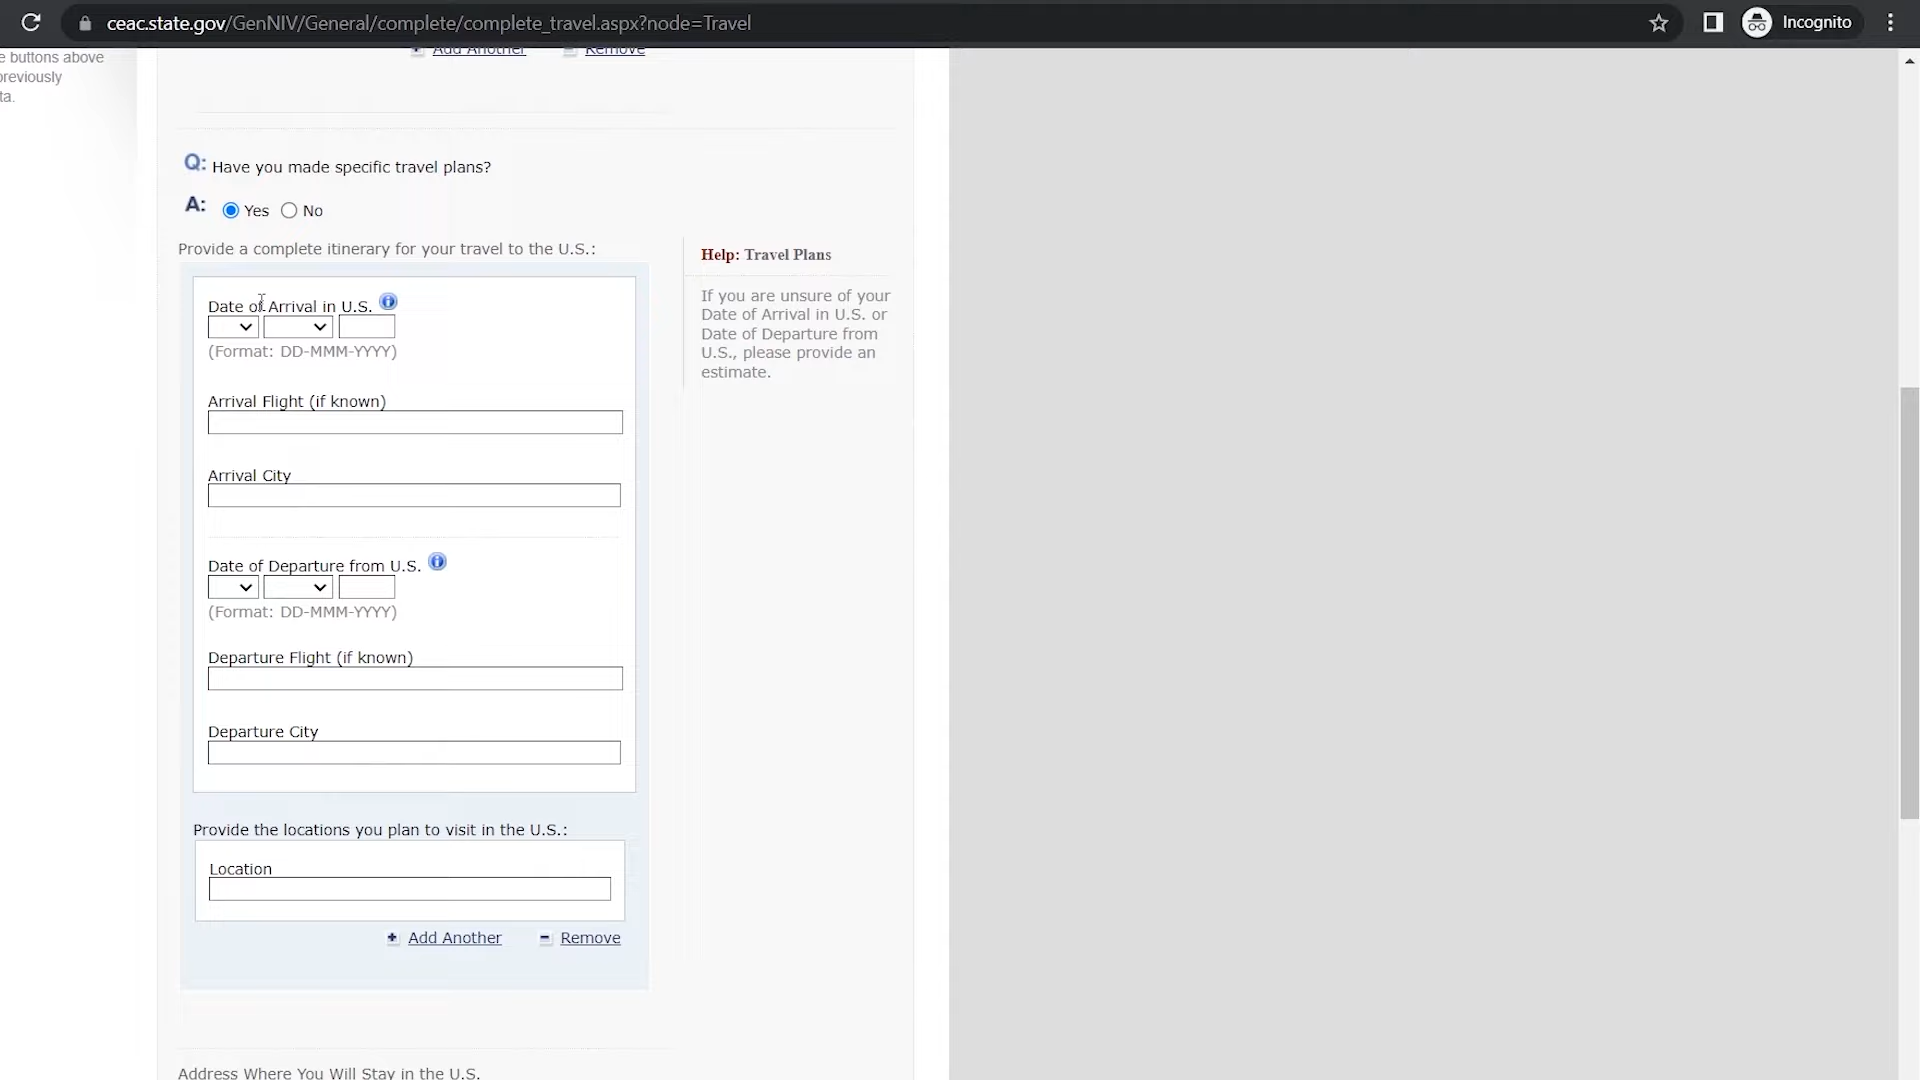 ceac.state.gov/GenNIV/General/complete/complete_travel.aspx?node=Travel
Incognito
e buttons above
previously
ta.
Add Another Remove
Q: Have you made specific travel plans?
A: Yes No
Provide a complete itinerary for your travel to the U.S.:
Date of Arrival in U.S.
(Format: DD-MMM-YYYY)
Arrival Flight (if known)
Arrival City
Date of Departure from U.S.
(Format: DD-MMM-YYYY)
Departure Flight (if known)
Departure City
Provide the locations you plan to visit in the U.S.:
Location
Add Another Remove
Address Where You Will Stay in the U.S.
Help: Travel Plans
If you are unsure of your
Date of Arrival in U.S. or
Date of Departure from
U.S., please provide an
estimate.